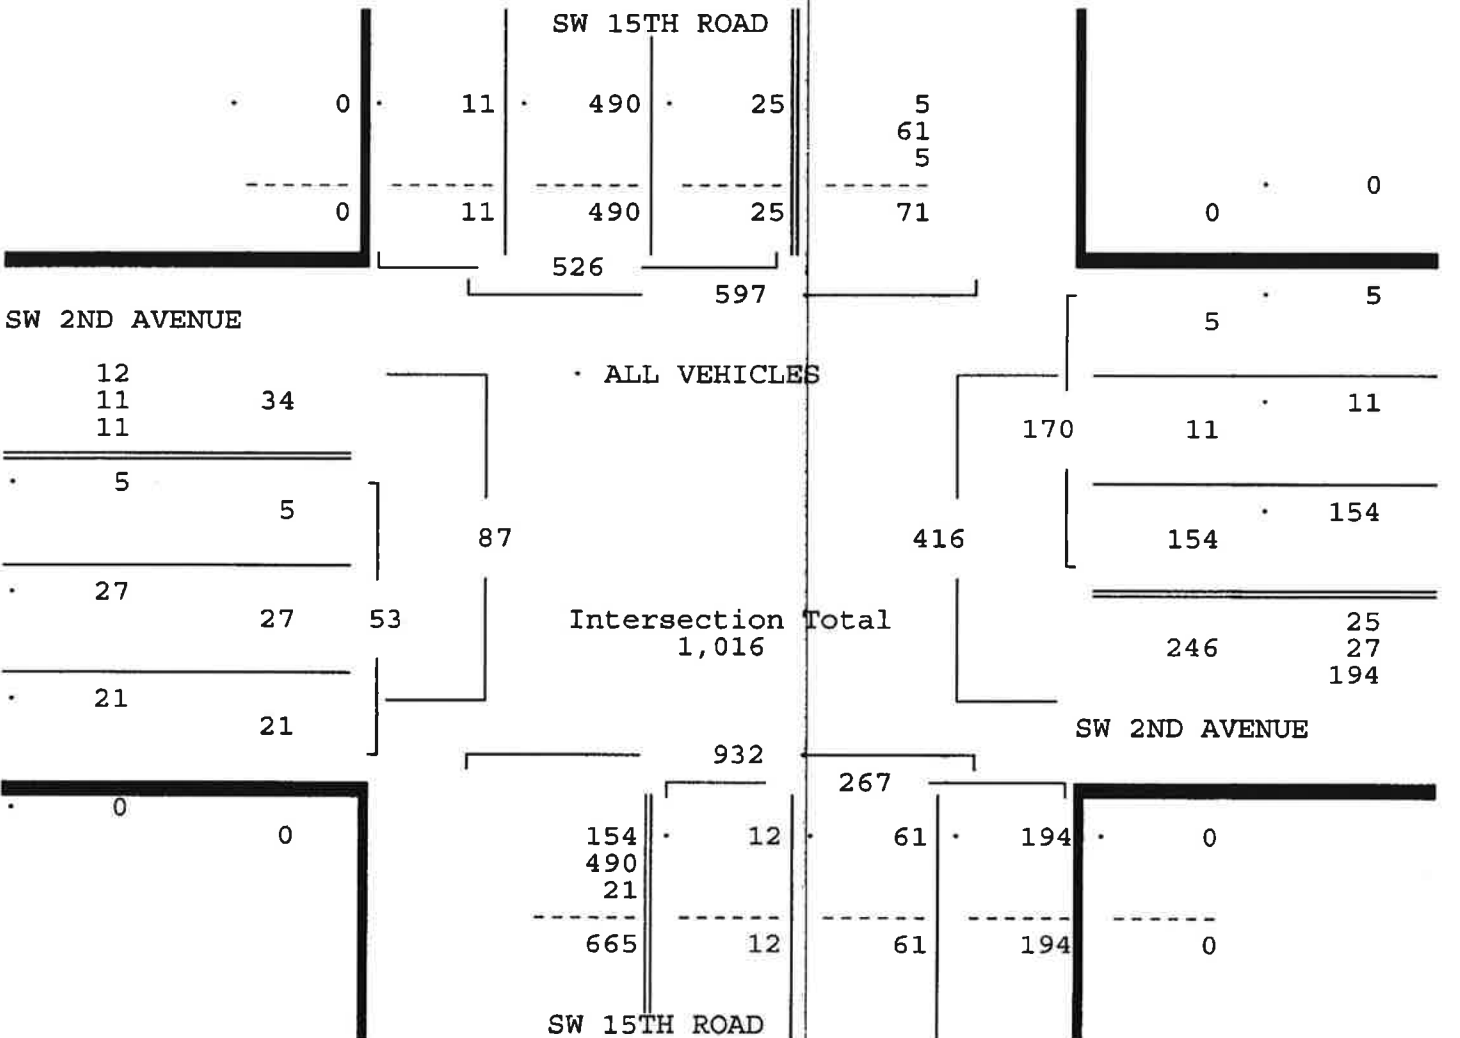 SW 15TH ROAD
0 11 490 25 5
61
5
0
0 11 490 25 71 0
526
597
5
5
SW 2ND AVENUE
12 ALL VEHICLES
11 34 11
11 170 11
5
5 154
87 416 154
27
27 53 Intersection Total 25
1,016 246 27
194
21
21 SW 2ND AVENUE
932
267
0
0 154 12 61 194 0
490
21
665 12 61 194 0
SW 15TH ROAD